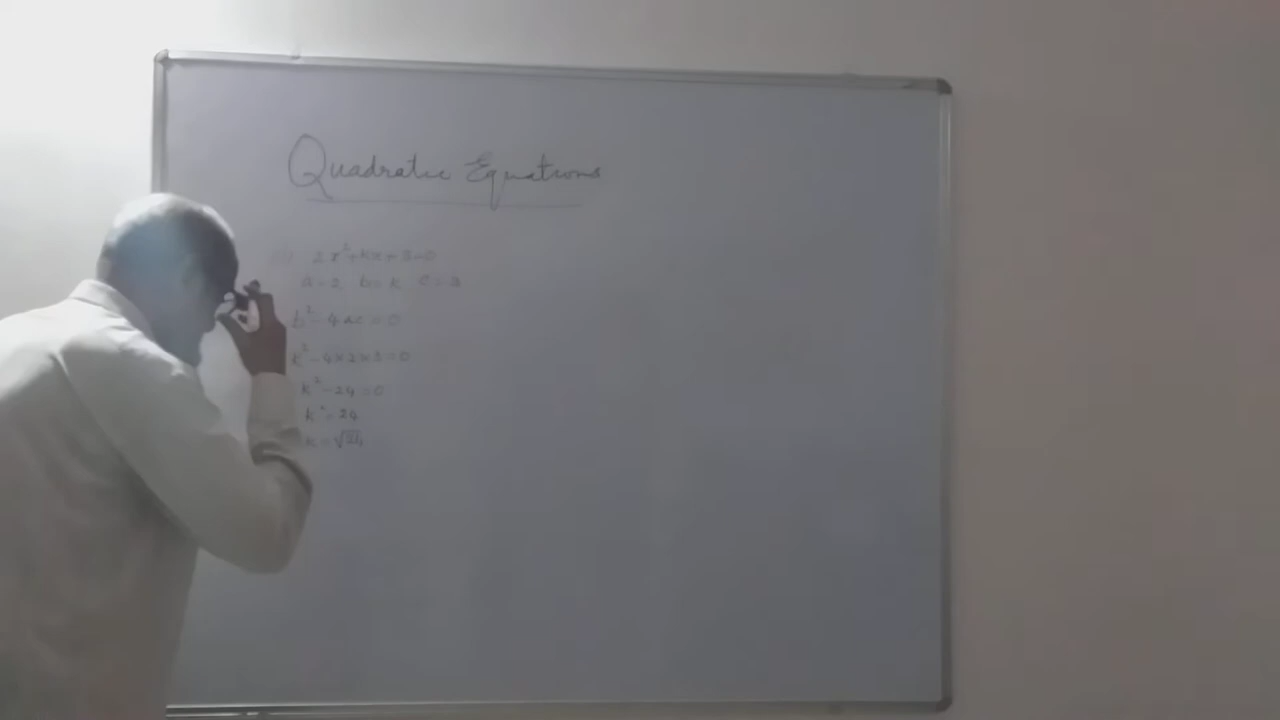 Quadratic Equations
2x²+kx+3=0
a=2 b=k c=3
b²-4ac=0
k²-4×2×3=0
k²-24=0
k²=24
k=√24